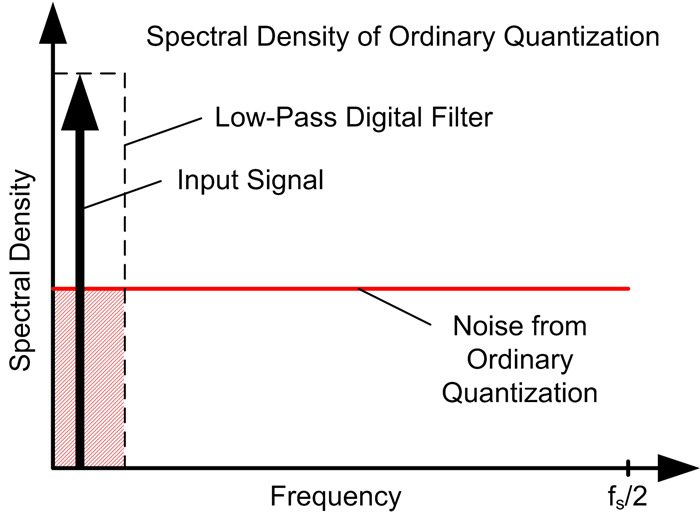 Spectral Density of Ordinary Quantization
Low-Pass Digital Filter
Input Signal
Spectral Density
Noise from
Ordinary
Quantization
Frequency
fs/2